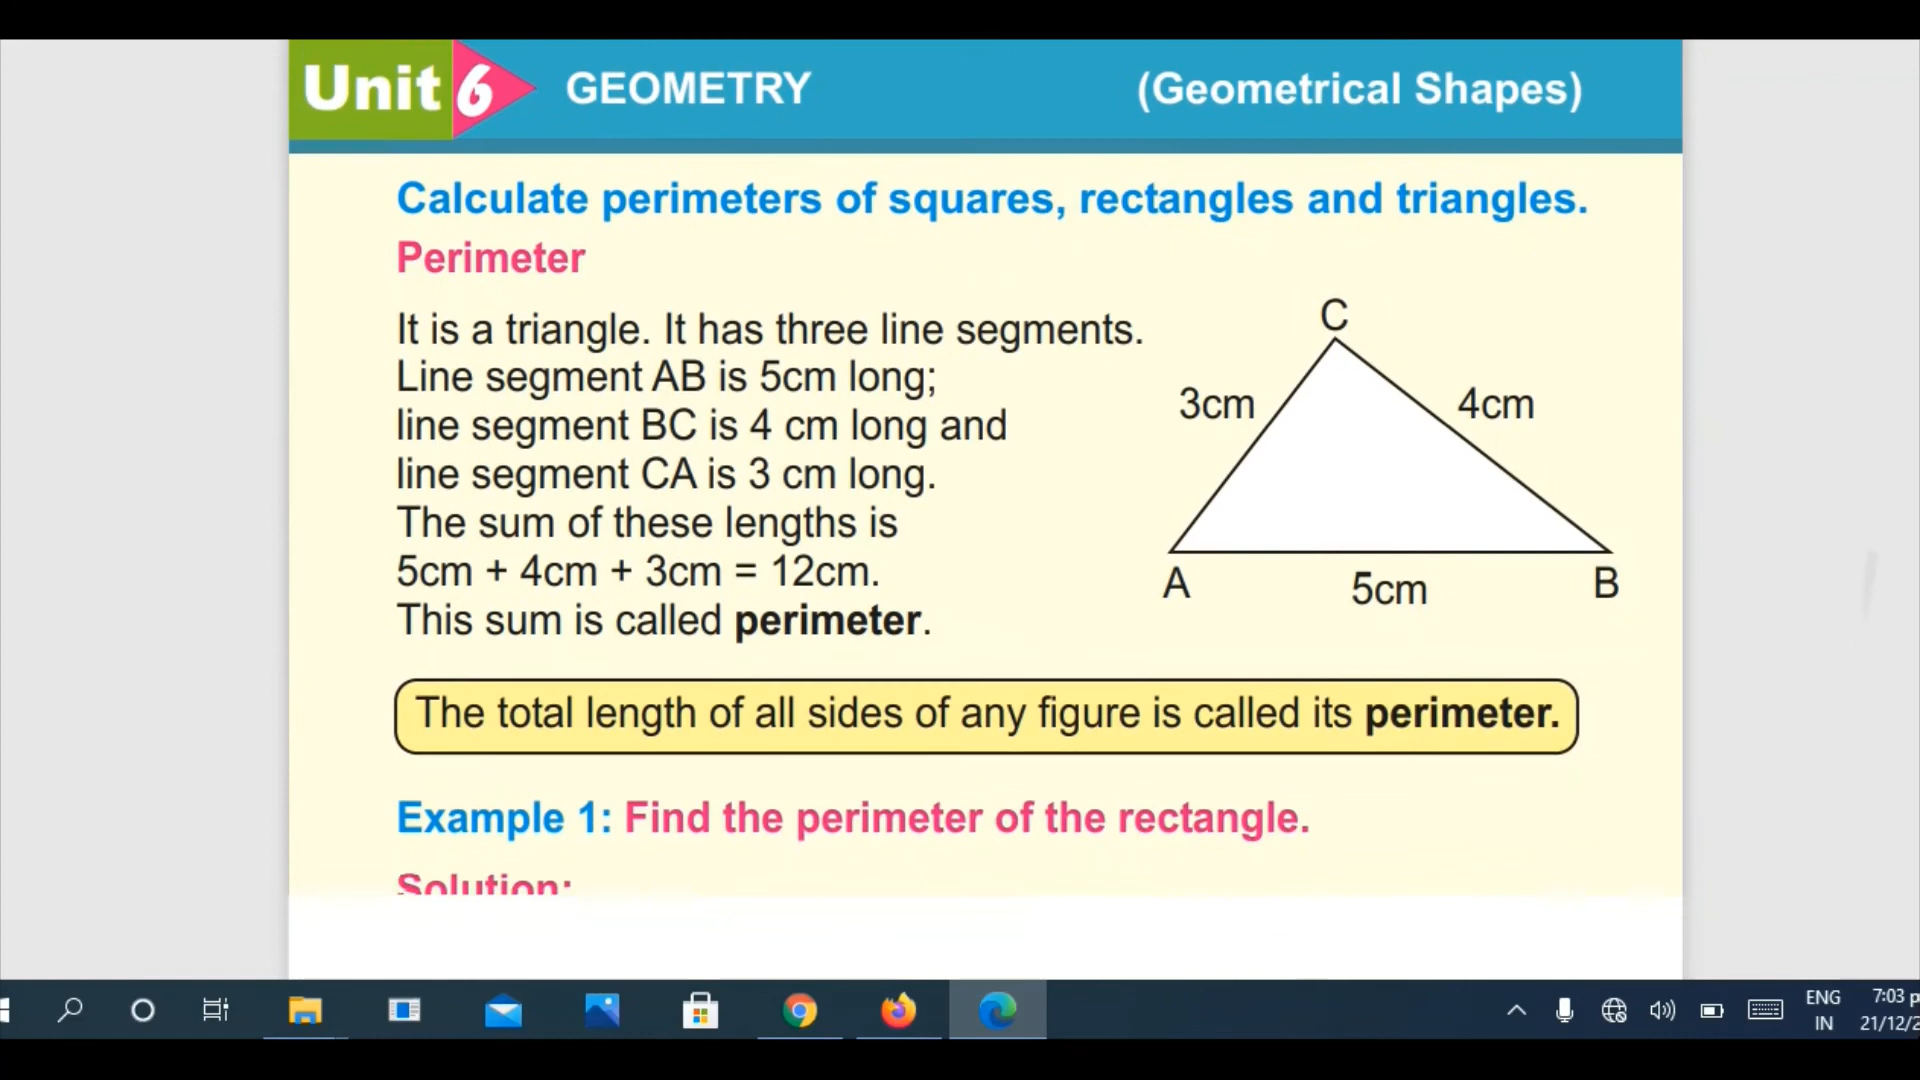 Unit 6 GEOMETRY (Geometrical Shapes)
Calculate perimeters of squares, rectangles and triangles.
Perimeter
It is a triangle. It has three line segments.
Line segment AB is 5cm long;
line segment BC is 4 cm long and
line segment CA is 3 cm long.
The sum of these lengths is
5cm + 4cm + 3cm = 12cm.
This sum is called perimeter.
C
3cm 4cm
A 5cm B
The total length of all sides of any figure is called its perimeter.
Example 1: Find the perimeter of the rectangle.
Solution:
ENG 7:03
IN 21/12/2